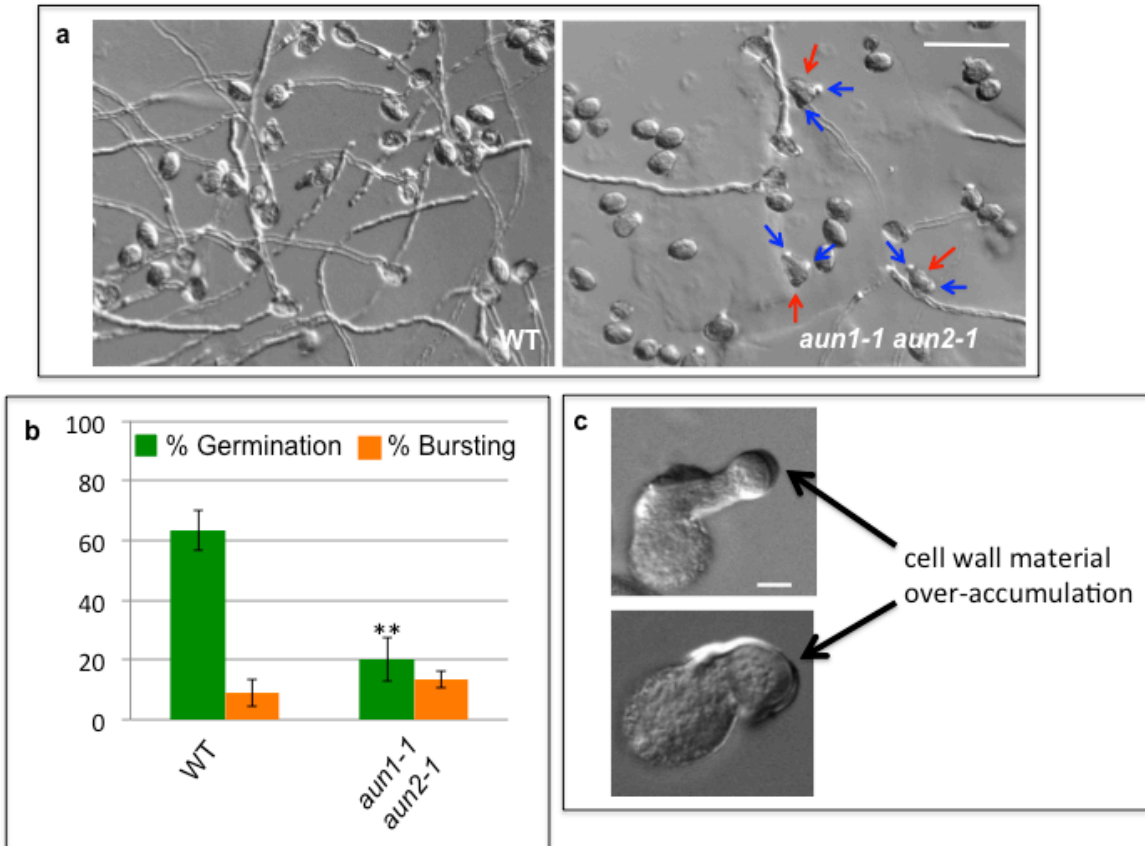 a
WT
aun1-1 aun2-1
b
100
80
60
40
20
0
% Germination
% Bursting
**
WT
aun1-1
aun2-1
c
cell wall material
over-accumulation